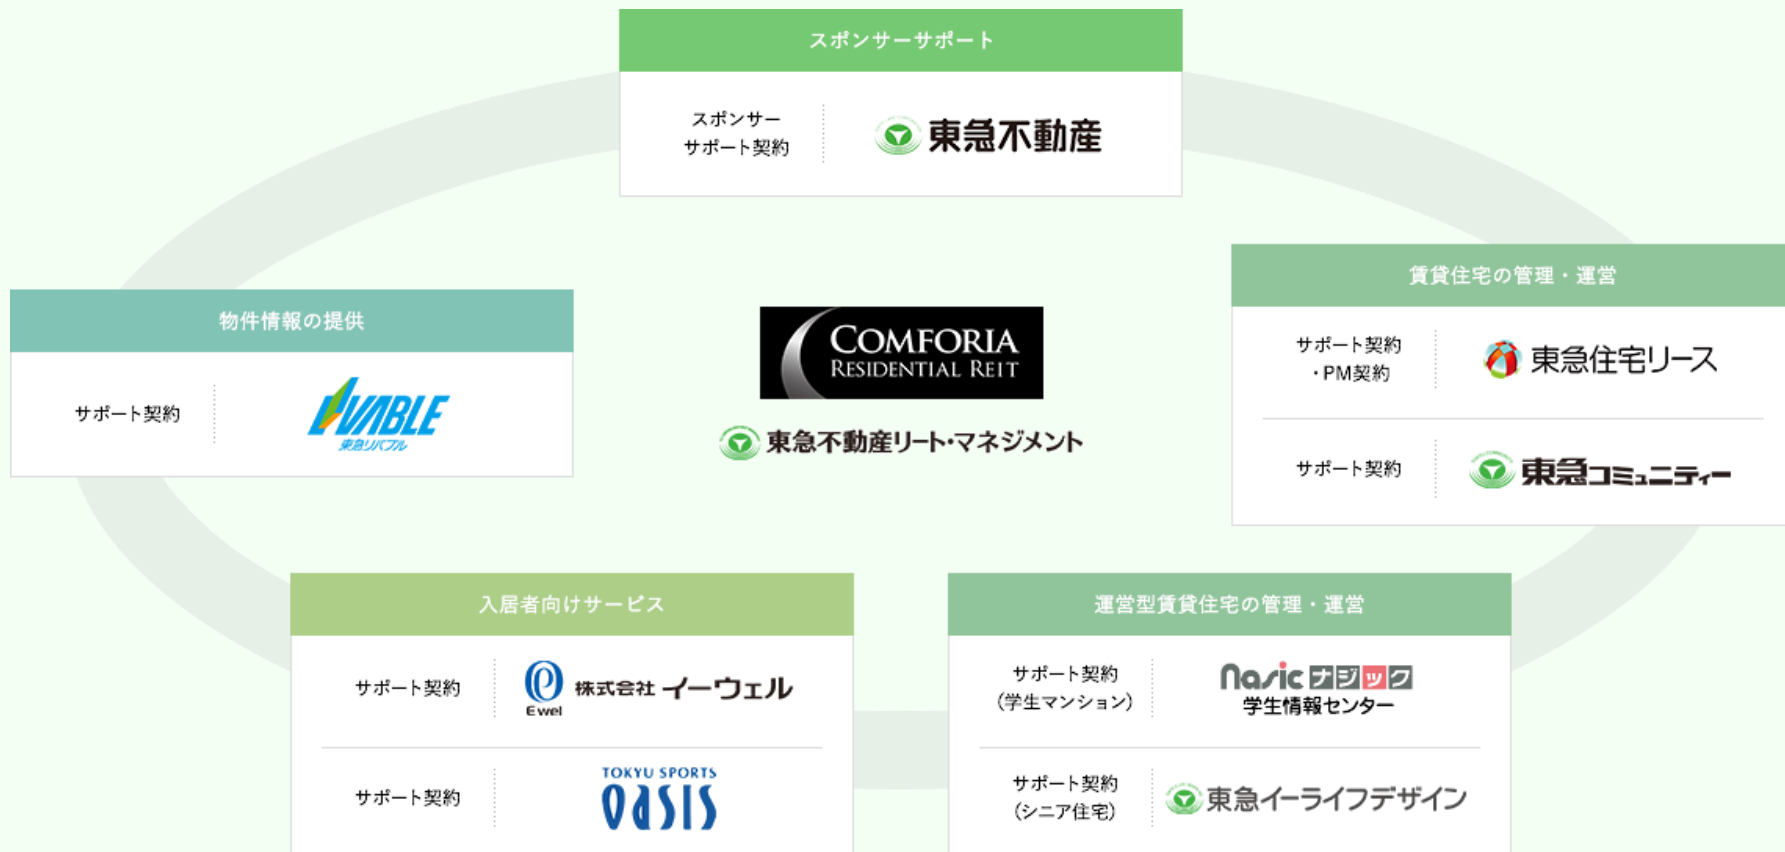 スポンサーサポート
スポンサー
サポート契約
東急不動産
物件情報の提供
サポート契約
LIVABLE
東急リバブル
COMFORIA
RESIDENTIAL REIT
東急不動産リート・マネジメント
賃貸住宅の管理・運営
サポート契約
・PM契約
東急住宅リース
サポート契約
東急コミュニティー
入居者向けサービス
サポート契約
Ewel
株式会社 イーウェル
サポート契約
TOKYU SPORTS
OASIS
運営型賃貸住宅の管理・運営
サポート契約
(学生マンション)
nasic ナジック
学生情報センター
サポート契約
(シニア住宅)
東急イーライフデザイン